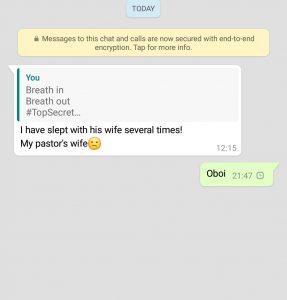 TODAY
Messages to this chat and calls are now secured with end-to-end
encryption. Tap for more info.
You
Breath in
Breath out
#TopSecret...
I have slept with his wife several times!
My pastor's wife😉
12:15
Oboi 21:47